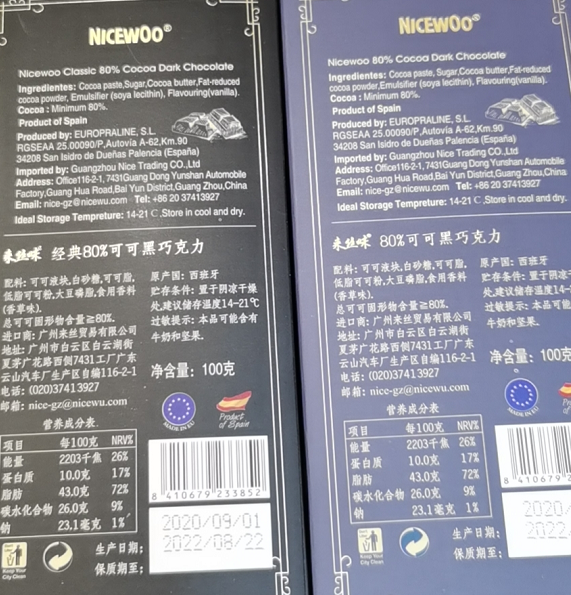 NICEWOO®
Nicewoo Classic 80% Cocoa Dark Chocolate
Ingredientes: Cocoa paste,Sugar,Cocoa butter,Fat-reduced
cocoa powder, Emulsifier (soya lecithin), Flavouring(vanilla).
Cocoa : Minimum 80%.
Product of Spain
Produced by: EUROPRALINE, S.L
RGSEAA 25.00090/P,Autovía A-62,Km.90
34208 San Isidro de Dueñas Palencia (España)
Imported by: Guangzhou Nice Trading CO.,Ltd
Address: Office116-2-1, 7431Guang Dong Yunshan Automobile
Factory,Guang Hua Road,Bai Yun District,Guang Zhou,China
Email: nice-gz@nicewu.com Tel: +86 20 37413927
Ideal Storage Tempreture: 14-21 C ,Store in cool and dry.
来丝味 经典80%可可黑巧克力
配料: 可可液块,白砂糖,可可脂,
低脂可可粉,大豆磷脂,食用香料
(香草味).
总可可固形物含量≧80%.
进口商: 广州来丝贸易有限公司
地址: 广州市白云区白云湖街
夏茅广花路西侧7431工厂广东
云山汽车厂生产区自编116-2-1
电话: (020)37413927
邮箱: nice-gz@nicewu.com
原产国: 西班牙
贮存条件: 置于阴凉干燥
处,建议储存温度14-21℃
过敏提示: 本品可能含有
牛奶和坚果.
净含量: 100克
MADE IN EU
Product
of Spain
营养成分表
项目 每100克 NRV%
能量 2203千焦 26%
蛋白质 10.0克 17%
脂肪 43.0克 72%
碳水化合物 26.0克 9%
钠 23.1毫克 1%
8 410679 233852
2020/09/01
2022/08/22
Keep Your
City Clean
生产日期:
保质期至:
NICEWOO®
Nicewoo 80% Cocoa Dark Chocolate
Ingredientes: Cocoa paste, Sugar,Cocoa butter,Fat-reduced
cocoa powder, Emulsifier (soya lecithin), Flavouring(vanilla).
Cocoa : Minimum 80%.
Product of Spain
Produced by: EUROPRALINE, S.L
RGSEAA 25.00090/P,Autovía A-62,Km.90
34208 San Isidro de Dueñas Palencia (España)
Imported by: Guangzhou Nice Trading CO.,Ltd
Address: Office116-2-1, 7431Guang Dong Yunshan Automobile
Factory,Guang Hua Road,Bai Yun District,Guang Zhou,China
Email: nice-gz@nicewu.com Tel: +86 20 37413927
Ideal Storage Tempreture: 14-21 C ,Store in cool and dry.
来丝味 80%可可黑巧克力
配料: 可可液块,白砂糖,可可脂,
低脂可可粉,大豆磷脂,食用香料
(香草味).
总可可固形物含量≧80%.
进口商: 广州来丝贸易有限公司
地址: 广州市白云区白云湖街
夏茅广花路西侧7431工厂广东
云山汽车厂生产区自编116-2-1
电话: (020)37413927
邮箱: nice-gz@nicewu.com
原产国: 西班牙
贮存条件: 置于阴凉
处,建议储存温度14-
过敏提示: 本品可能
牛奶和坚果.
净含量: 100克
MADE IN EU
营养成分表
项目 每100克 NRV%
能量 2203千焦 26%
蛋白质 10.0克 17%
脂肪 43.0克 72%
碳水化合物 26.0克 9%
钠 23.1毫克 1%
8 410679
2020/
2022/
Keep Your
City Clean
生产日期:
保质期至: